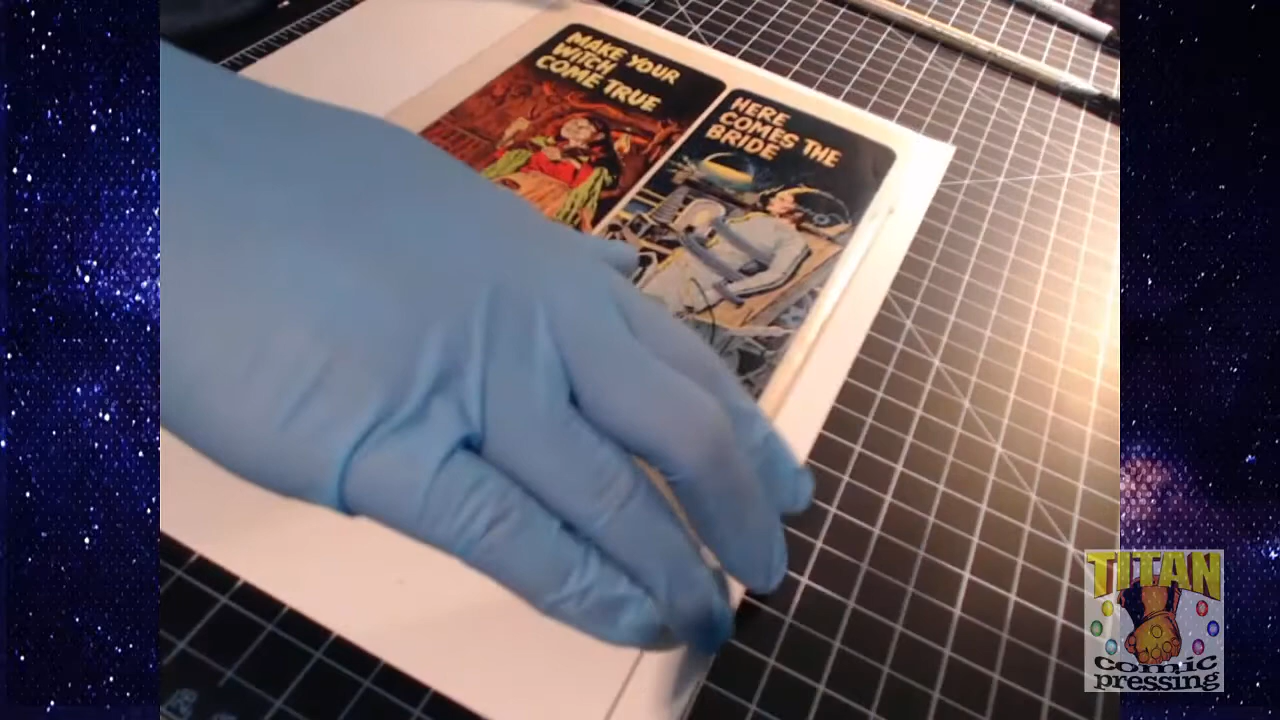 MAKE YOUR
WITCH
COME TRUE
HERE
COMES THE
BRIDE
TITAN
comic
pressing